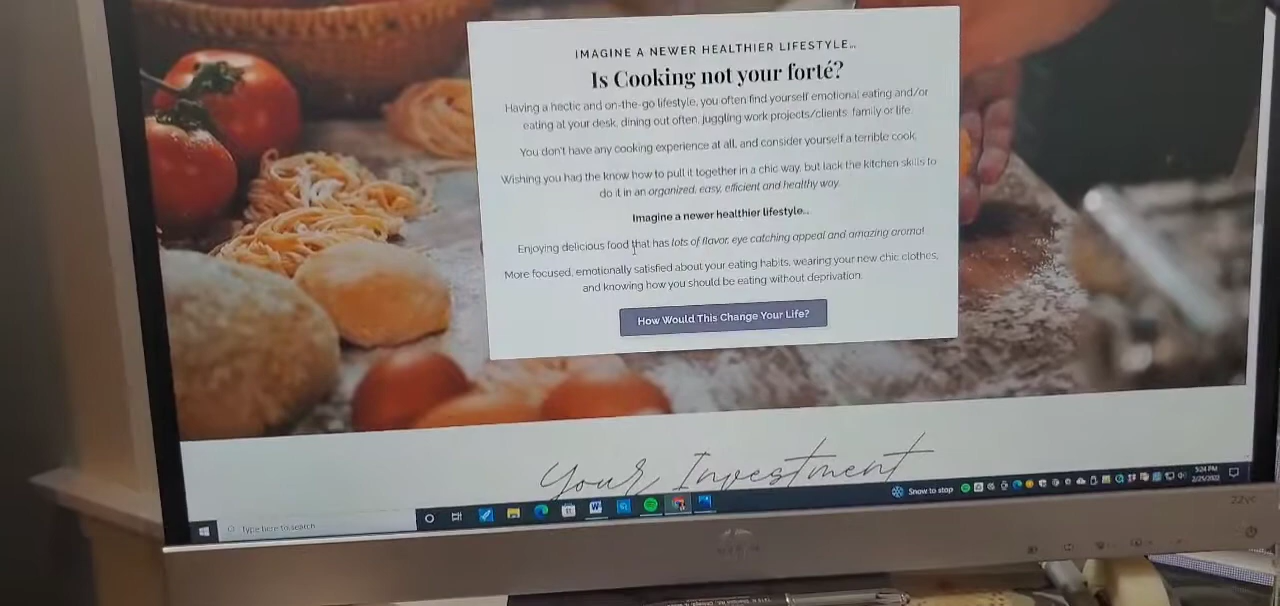 IMAGINE A NEWER HEALTHIER LIFESTYLE...
Is Cooking not your forté?
Having a hectic and on-the-go lifestyle, you often find yourself emotional eating and/or
eating at your desk, dining out often, juggling work projects/clients, family or life.
You don't have any cooking experience at all, and consider yourself a terrible cook.
Wishing you had the know how to pull it together in a chic way, but lack the kitchen skills to
do it in an organized, easy, efficient and healthy way.
Imagine a newer healthier lifestyle...
Enjoying delicious food that has lots of flavor, eye catching appeal and amazing aroma!
More focused, emotionally satisfied about your eating habits, wearing your new chic clothes,
and knowing how you should be eating without deprivation.
How Would This Change Your Life?
Your Investment
Type here to search
Snow to stop
3:24 PM
2/25/2022